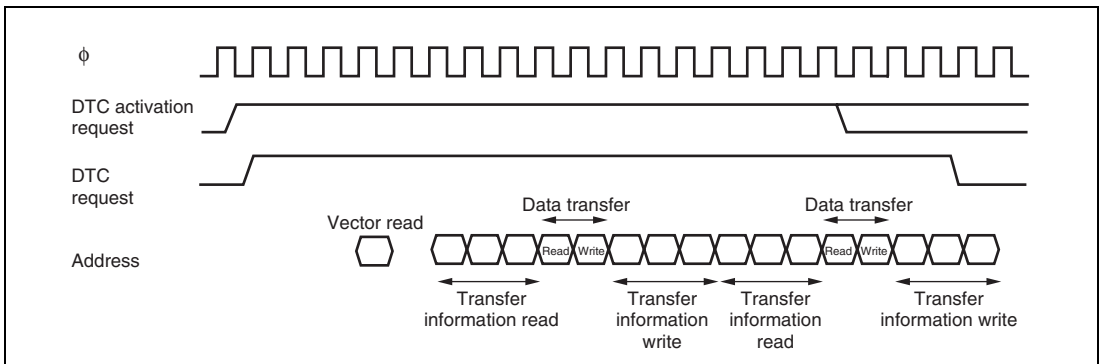 ϕ
DTC activation
request
DTC
request
Data transfer
Data transfer
Vector read
Read
Write
Read
Write
Address
Transfer
information read
Transfer
information
write
Transfer
information
read
Transfer
information write